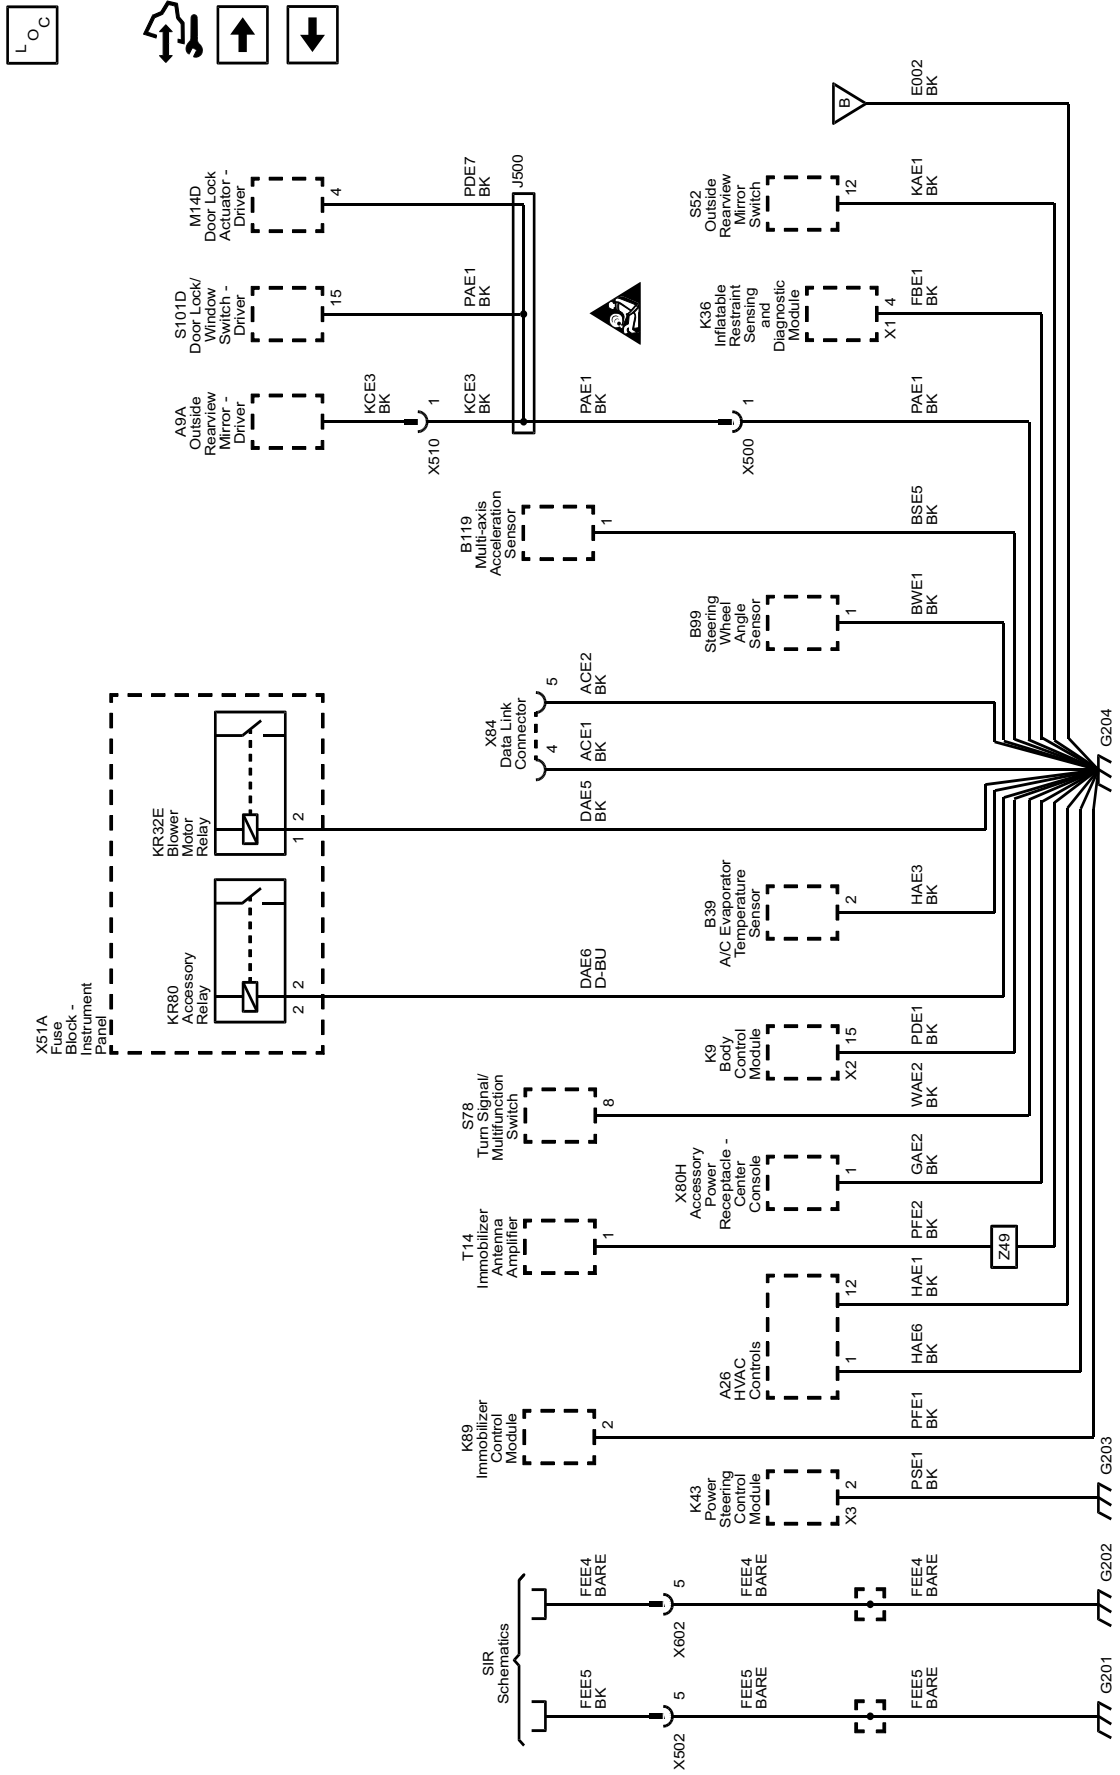 L O C
SIR
Schematics
FEE5
BK
X502
5
FEE5
BARE
FEE5
BARE
G201
FEE4
BARE
X602
5
FEE4
BARE
FEE4
BARE
G202
K43
Power
Steering
Control
Module
X3
2
PSE1
BK
G203
K89
Immobilizer
Control
Module
2
PFE1
BK
A26
HVAC
Controls
1
HAE6
BK
12
HAE1
BK
T14
Immobilizer
Antenna
Amplifier
1
PFE2
BK
Z49
X80H
Accessory
Power
Receptacle -
Center
Console
1
GAE2
BK
S78
Turn Signal/
Multifunction
Switch
8
WAE2
BK
K9
Body
Control
Module
X2
15
PDE1
BK
X51A
Fuse
Block -
Instrument
Panel
KR80
Accessory
Relay
2
2
DAE6
D-BU
B39
A/C Evaporator
Temperature
Sensor
2
HAE3
BK
KR32E
Blower
Motor
Relay
1
2
DAE5
BK
X84
Data Link
Connector
4
ACE1
BK
5
ACE2
BK
B99
Steering
Wheel
Angle
Sensor
1
BWE1
BK
B119
Multi-axis
Acceleration
Sensor
1
BSE5
BK
A9A
Outside
Rearview
Mirror -
Driver
KCE3
BK
X510
1
KCE3
BK
PAE1
BK
X500
1
PAE1
BK
S101D
Door Lock/
Window
Switch -
Driver
15
PAE1
BK
M14D
Door Lock
Actuator -
Driver
4
PDE7
BK
J500
K36
Inflatable
Restraint
Sensing
and
Diagnostic
Module
X1
4
FBE1
BK
S52
Outside
Rearview
Mirror
Switch
12
KAE1
BK
B
E002
BK
G204